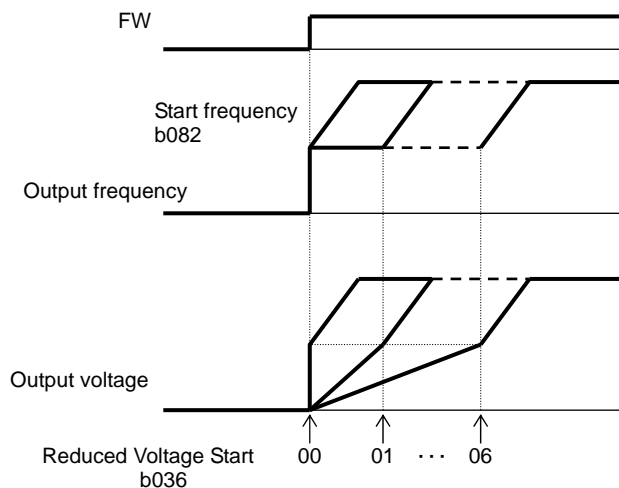 FW
Start frequency
b082
Output frequency
Output voltage
Reduced Voltage Start
b036
00 01 ··· 06